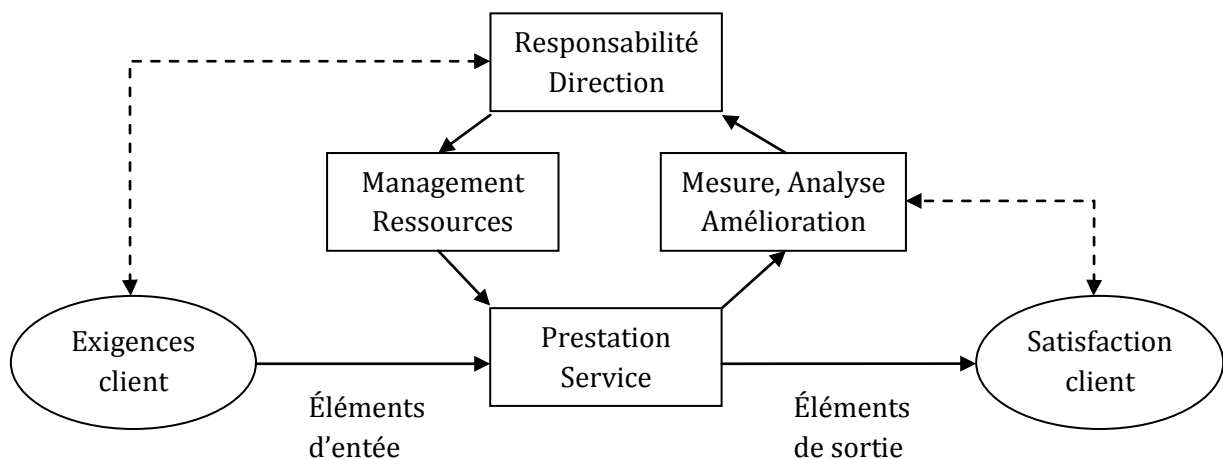 Responsabilité
Direction
Management
Ressources
Mesure, Analyse
Amélioration
Exigences
client
Prestation
Service
Satisfaction
client
Éléments
d’entée
Éléments
de sortie